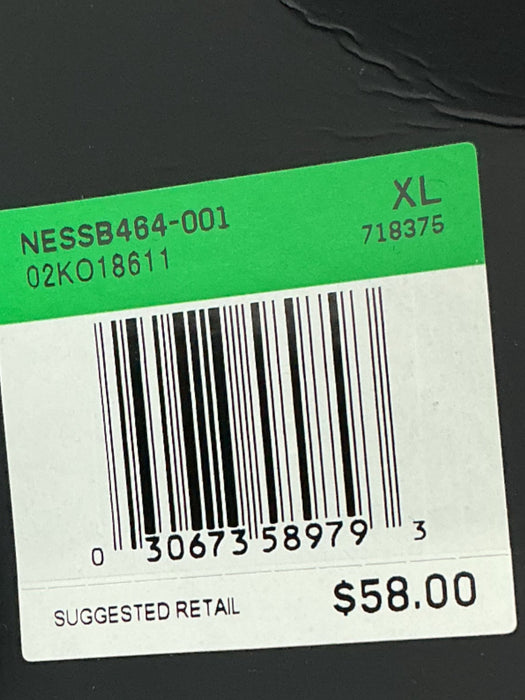 NESSB464-001
XL
02KO18611
718375
0 30673 58979 3
SUGGESTED RETAIL
$58.00